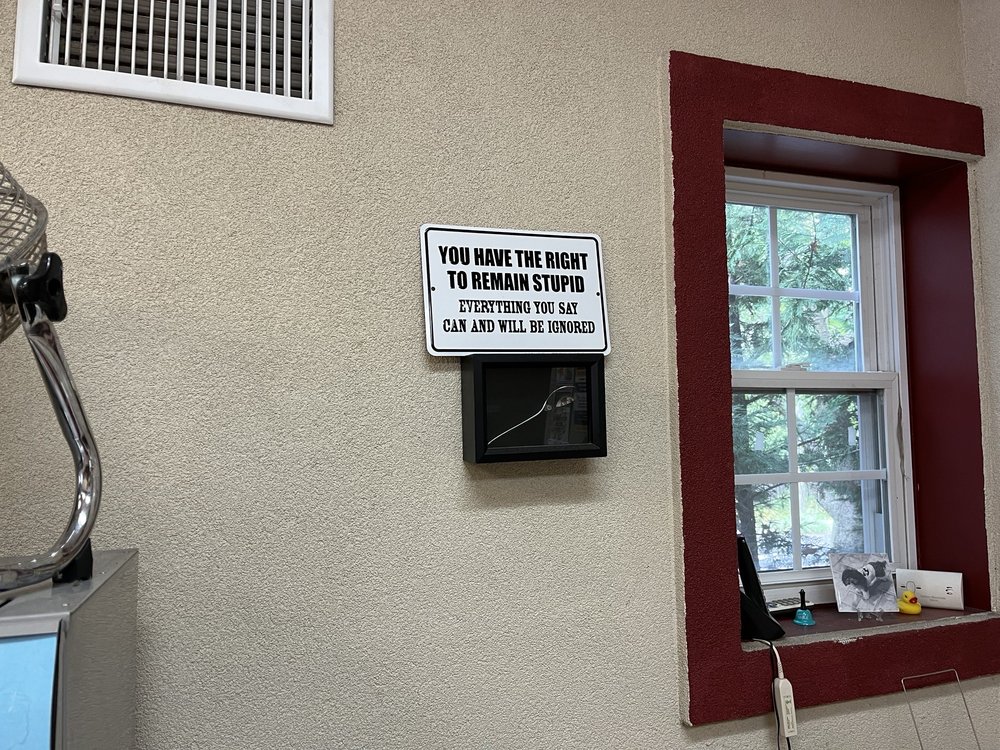 YOU HAVE THE RIGHT
TO REMAIN STUPID
EVERYTHING YOU SAY
CAN AND WILL BE IGNORED